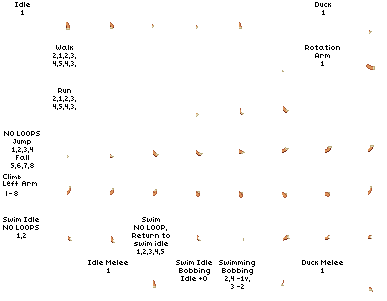 Idle
1
Duck
1
Walk
2,1,2,3,
4,5,4,3,
Rotation
Arm
1
Run
2,1,2,3,
4,5,4,3,
NO LOOPS
Jump
1,2,3,4
Fall
5,6,7,8
Climb
Left Arm
1-8
Swim Idle
NO LOOPS
1,2
Swim
NO LOOP,
Return to
swim idle
1,2,3,4,5
Idle Melee
1
Swim Idle
Bobbing
Idle +0
Swimming
Bobbing
2,4 -1v,
3 -2
Duck Melee
1